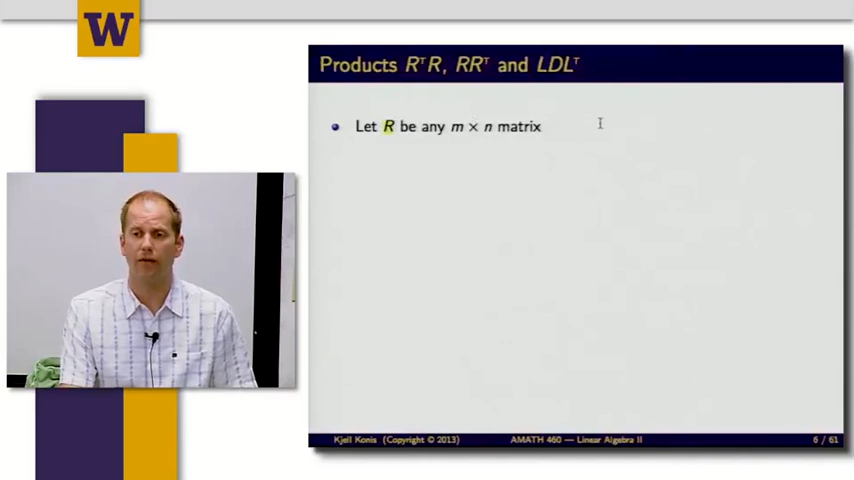 W
Products RᵀR, RRᵀ and LDLᵀ
Let R be any m × n matrix
Kjell Konis (Copyright © 2013) AMATH 460 — Linear Algebra II 6 / 61